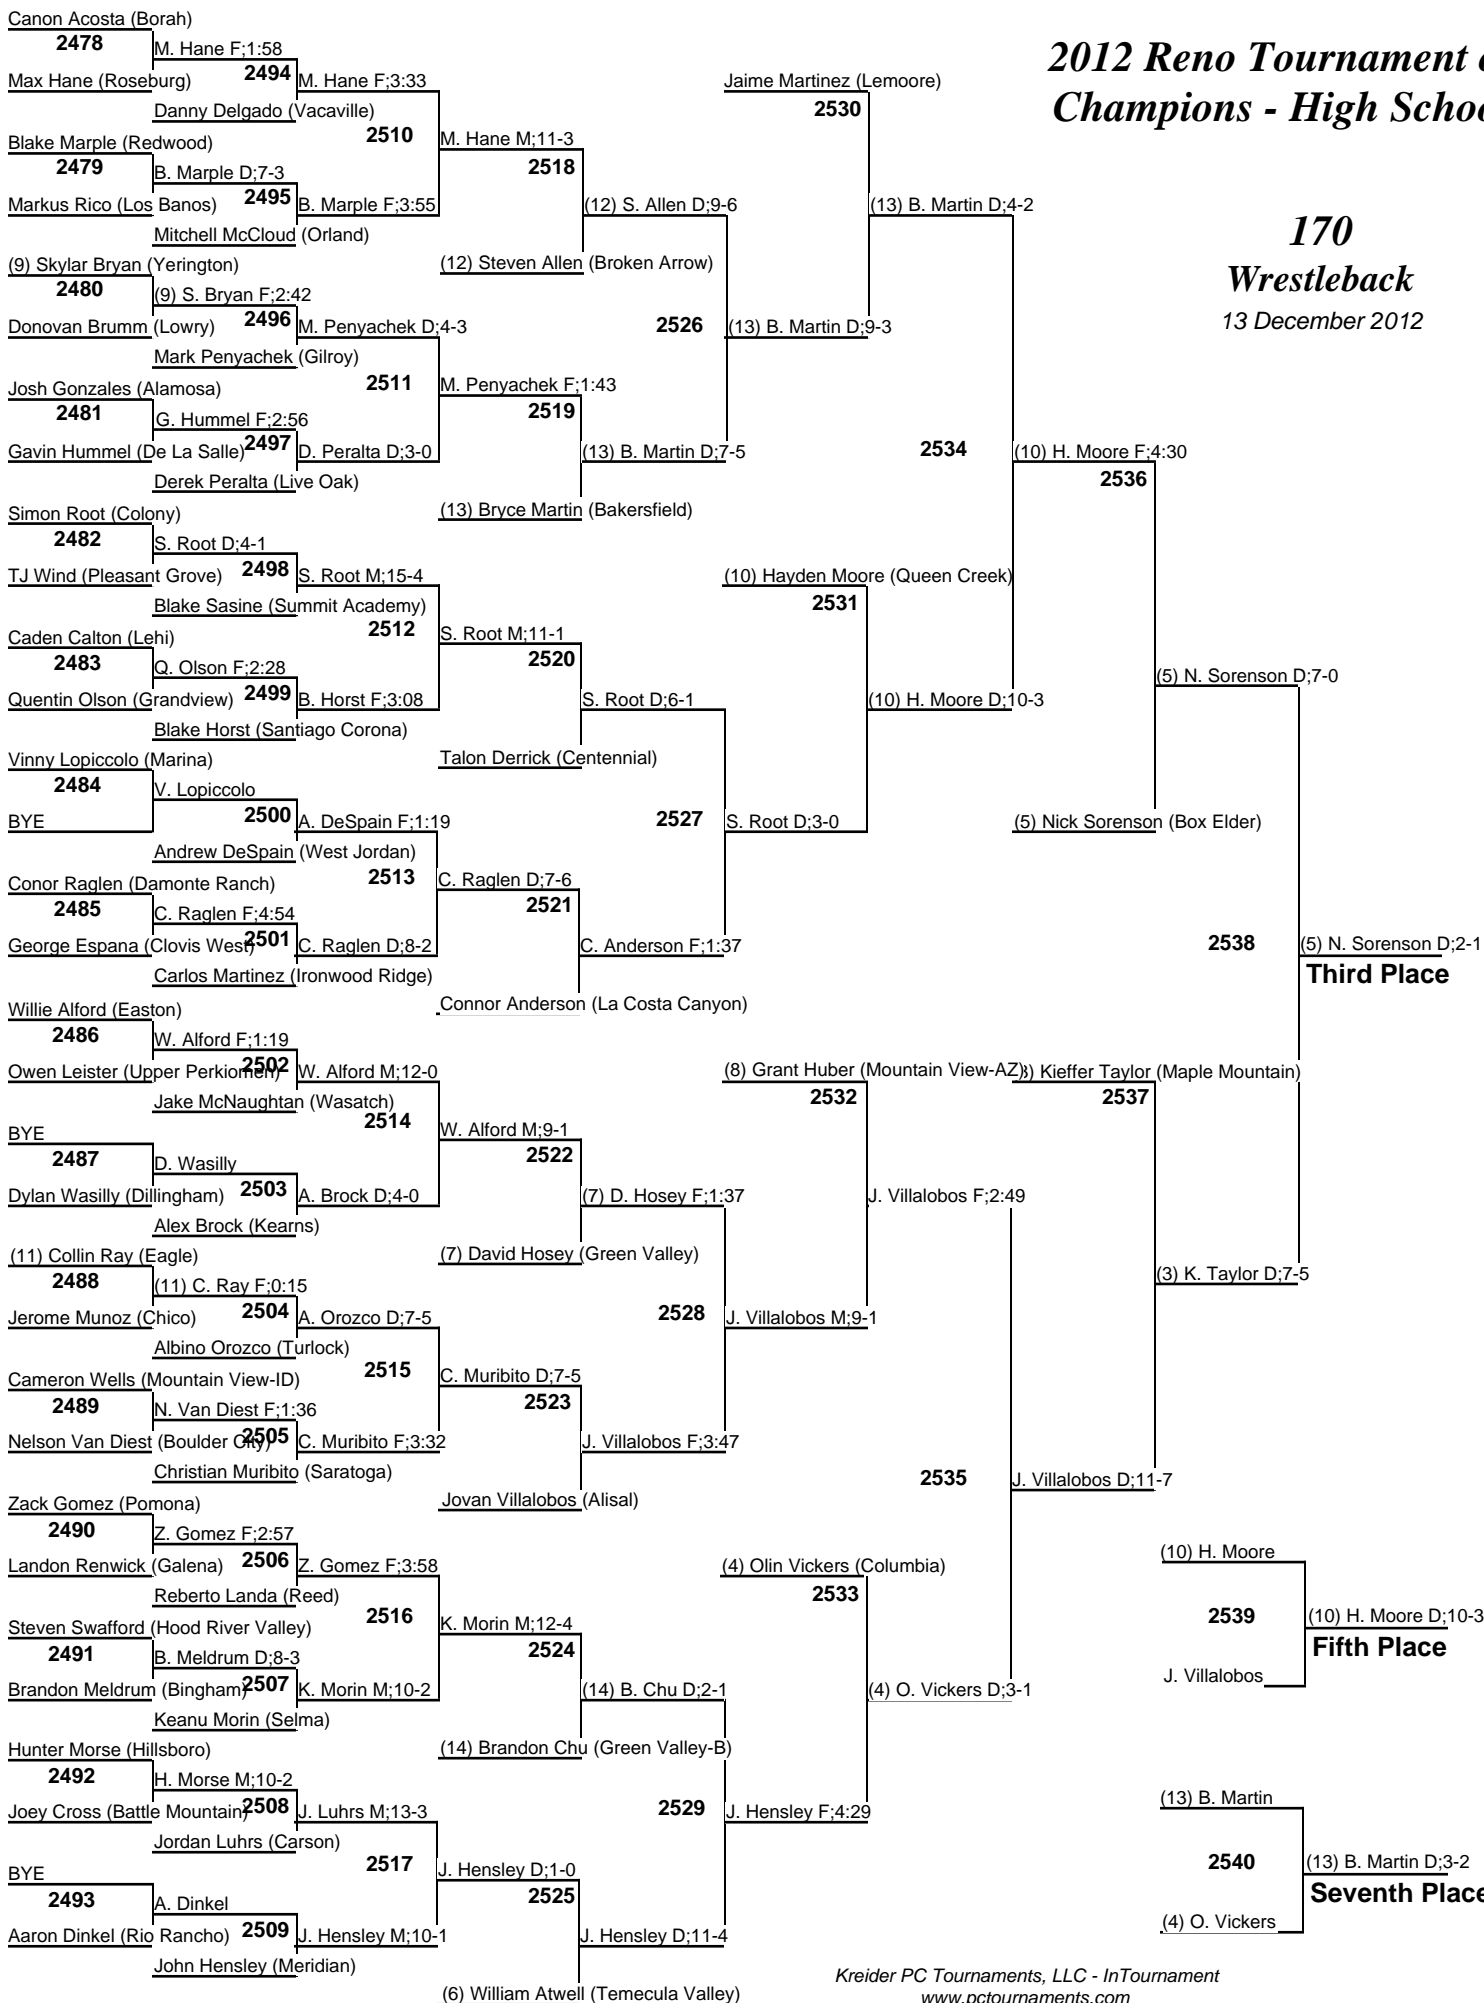 2012 Reno Tournament
Champions - High Schoo
170
Wrestleback
13 December 2012
Canon Acosta (Borah)
2478
M. Hane F;1:58
Max Hane (Roseburg)
2494
M. Hane F;3:33
Danny Delgado (Vacaville)
2510
M. Hane M;11-3
Blake Marple (Redwood)
2479
B. Marple D;7-3
Markus Rico (Los Banos)
2495
B. Marple F;3:55
Mitchell McCloud (Orland)
2518
(12) S. Allen D;9-6
(12) Steven Allen (Broken Arrow)
(9) Skylar Bryan (Yerington)
2480
(9) S. Bryan F;2:42
Donovan Brumm (Lowry)
2496
M. Penyachek D;4-3
Mark Penyachek (Gilroy)
2526
(13) B. Martin D;9-3
2511
M. Penyachek F;1:43
Josh Gonzales (Alamosa)
2481
G. Hummel F;2:56
Gavin Hummel (De La Salle)
2497
D. Peralta D;3-0
Derek Peralta (Live Oak)
2519
(13) B. Martin D;7-5
(13) Bryce Martin (Bakersfield)
Jaime Martinez (Lemoore)
2530
(13) B. Martin D;4-2
2534
(10) H. Moore F;4:30
2536
Simon Root (Colony)
2482
S. Root D;4-1
TJ Wind (Pleasant Grove)
2498
S. Root M;15-4
Blake Sasine (Summit Academy)
2512
S. Root M;11-1
Caden Calton (Lehi)
2483
Q. Olson F;2:28
Quentin Olson (Grandview)
2499
B. Horst F;3:08
Blake Horst (Santiago Corona)
2520
S. Root D;6-1
Talon Derrick (Centennial)
(10) Hayden Moore (Queen Creek)
2531
(10) H. Moore D;10-3
(5) N. Sorenson D;7-0
(5) Nick Sorenson (Box Elder)
Vinny Lopiccolo (Marina)
2484
V. Lopiccolo
BYE
2500
A. DeSpain F;1:19
Andrew DeSpain (West Jordan)
2527
S. Root D;3-0
2513
C. Raglen D;7-6
Conor Raglen (Damonte Ranch)
2485
C. Raglen F;4:54
George Espana (Clovis West)
2501
C. Raglen D;8-2
Carlos Martinez (Ironwood Ridge)
2521
C. Anderson F;1:37
Connor Anderson (La Costa Canyon)
2538
(5) N. Sorenson D;2-1
Third Place
Willie Alford (Easton)
2486
W. Alford F;1:19
Owen Leister (Upper Perkiomen)
2502
W. Alford M;12-0
Jake McNaughtan (Wasatch)
2514
W. Alford M;9-1
BYE
2487
D. Wasilly
Dylan Wasilly (Dillingham)
2503
A. Brock D;4-0
Alex Brock (Kearns)
2522
(7) D. Hosey F;1:37
(7) David Hosey (Green Valley)
(8) Grant Huber (Mountain View-AZ)
Kieffer Taylor (Maple Mountain)
2532
2537
J. Villalobos F;2:49
(11) Collin Ray (Eagle)
2488
(11) C. Ray F;0:15
Jerome Munoz (Chico)
2504
A. Orozco D;7-5
Albino Orozco (Turlock)
2528
J. Villalobos M;9-1
(3) K. Taylor D;7-5
2515
C. Muribito D;7-5
Cameron Wells (Mountain View-ID)
2489
N. Van Diest F;1:36
Nelson Van Diest (Boulder City)
2505
C. Muribito F;3:32
Christian Muribito (Saratoga)
2523
J. Villalobos F;3:47
Jovan Villalobos (Alisal)
2535
J. Villalobos D;11-7
Zack Gomez (Pomona)
2490
Z. Gomez F;2:57
Landon Renwick (Galena)
2506
Z. Gomez F;3:58
Reberto Landa (Reed)
2516
K. Morin M;12-4
Steven Swafford (Hood River Valley)
2491
B. Meldrum D;8-3
Brandon Meldrum (Bingham)
2507
K. Morin M;10-2
Keanu Morin (Selma)
2524
(14) B. Chu D;2-1
(14) Brandon Chu (Green Valley-B)
(4) Olin Vickers (Columbia)
2533
(4) O. Vickers D;3-1
(10) H. Moore
2539
(10) H. Moore D;10-3
Fifth Place
J. Villalobos
Hunter Morse (Hillsboro)
2492
H. Morse M;10-2
Joey Cross (Battle Mountain)
2508
J. Luhrs M;13-3
Jordan Luhrs (Carson)
2529
J. Hensley F;4:29
2517
J. Hensley D;1-0
BYE
2493
A. Dinkel
Aaron Dinkel (Rio Rancho)
2509
J. Hensley M;10-1
John Hensley (Meridian)
2525
J. Hensley D;11-4
(6) William Atwell (Temecula Valley)
(13) B. Martin
2540
(13) B. Martin D;3-2
Seventh Place
(4) O. Vickers
Kreider PC Tournaments, LLC - InTournament
www.pctournaments.com